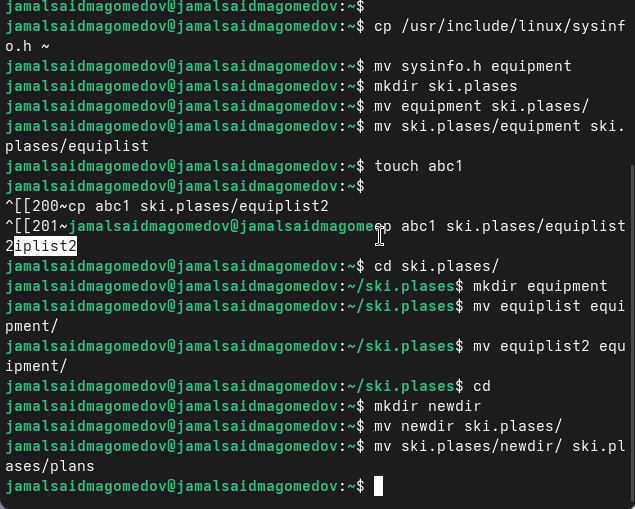 jamalsaidmagomedov@jamalsaidmagomedov:~$
jamalsaidmagomedov@jamalsaidmagomedov:~$ cp /usr/include/linux/sysinf
o.h ~
jamalsaidmagomedov@jamalsaidmagomedov:~$ mv sysinfo.h equipment
jamalsaidmagomedov@jamalsaidmagomedov:~$ mkdir ski.plases
jamalsaidmagomedov@jamalsaidmagomedov:~$ mv equipment ski.plases/
jamalsaidmagomedov@jamalsaidmagomedov:~$ mv ski.plases/equipment ski.
plases/equiplist
jamalsaidmagomedov@jamalsaidmagomedov:~$ touch abc1
jamalsaidmagomedov@jamalsaidmagomedov:~$
^[[200~cp abc1 ski.plases/equiplist2
^[[201~jamalsaidmagomedov@jamalsaidmagomecp abc1 ski.plases/equiplist
2iplist2
jamalsaidmagomedov@jamalsaidmagomedov:~$ cd ski.plases/
jamalsaidmagomedov@jamalsaidmagomedov:~/ski.plases$ mkdir equipment
jamalsaidmagomedov@jamalsaidmagomedov:~/ski.plases$ mv equiplist equi
pment/
jamalsaidmagomedov@jamalsaidmagomedov:~/ski.plases$ mv equiplist2 equ
ipment/
jamalsaidmagomedov@jamalsaidmagomedov:~/ski.plases$ cd
jamalsaidmagomedov@jamalsaidmagomedov:~$ mkdir newdir
jamalsaidmagomedov@jamalsaidmagomedov:~$ mv newdir ski.plases/
jamalsaidmagomedov@jamalsaidmagomedov:~$ mv ski.plases/newdir/ ski.pl
ases/plans
jamalsaidmagomedov@jamalsaidmagomedov:~$